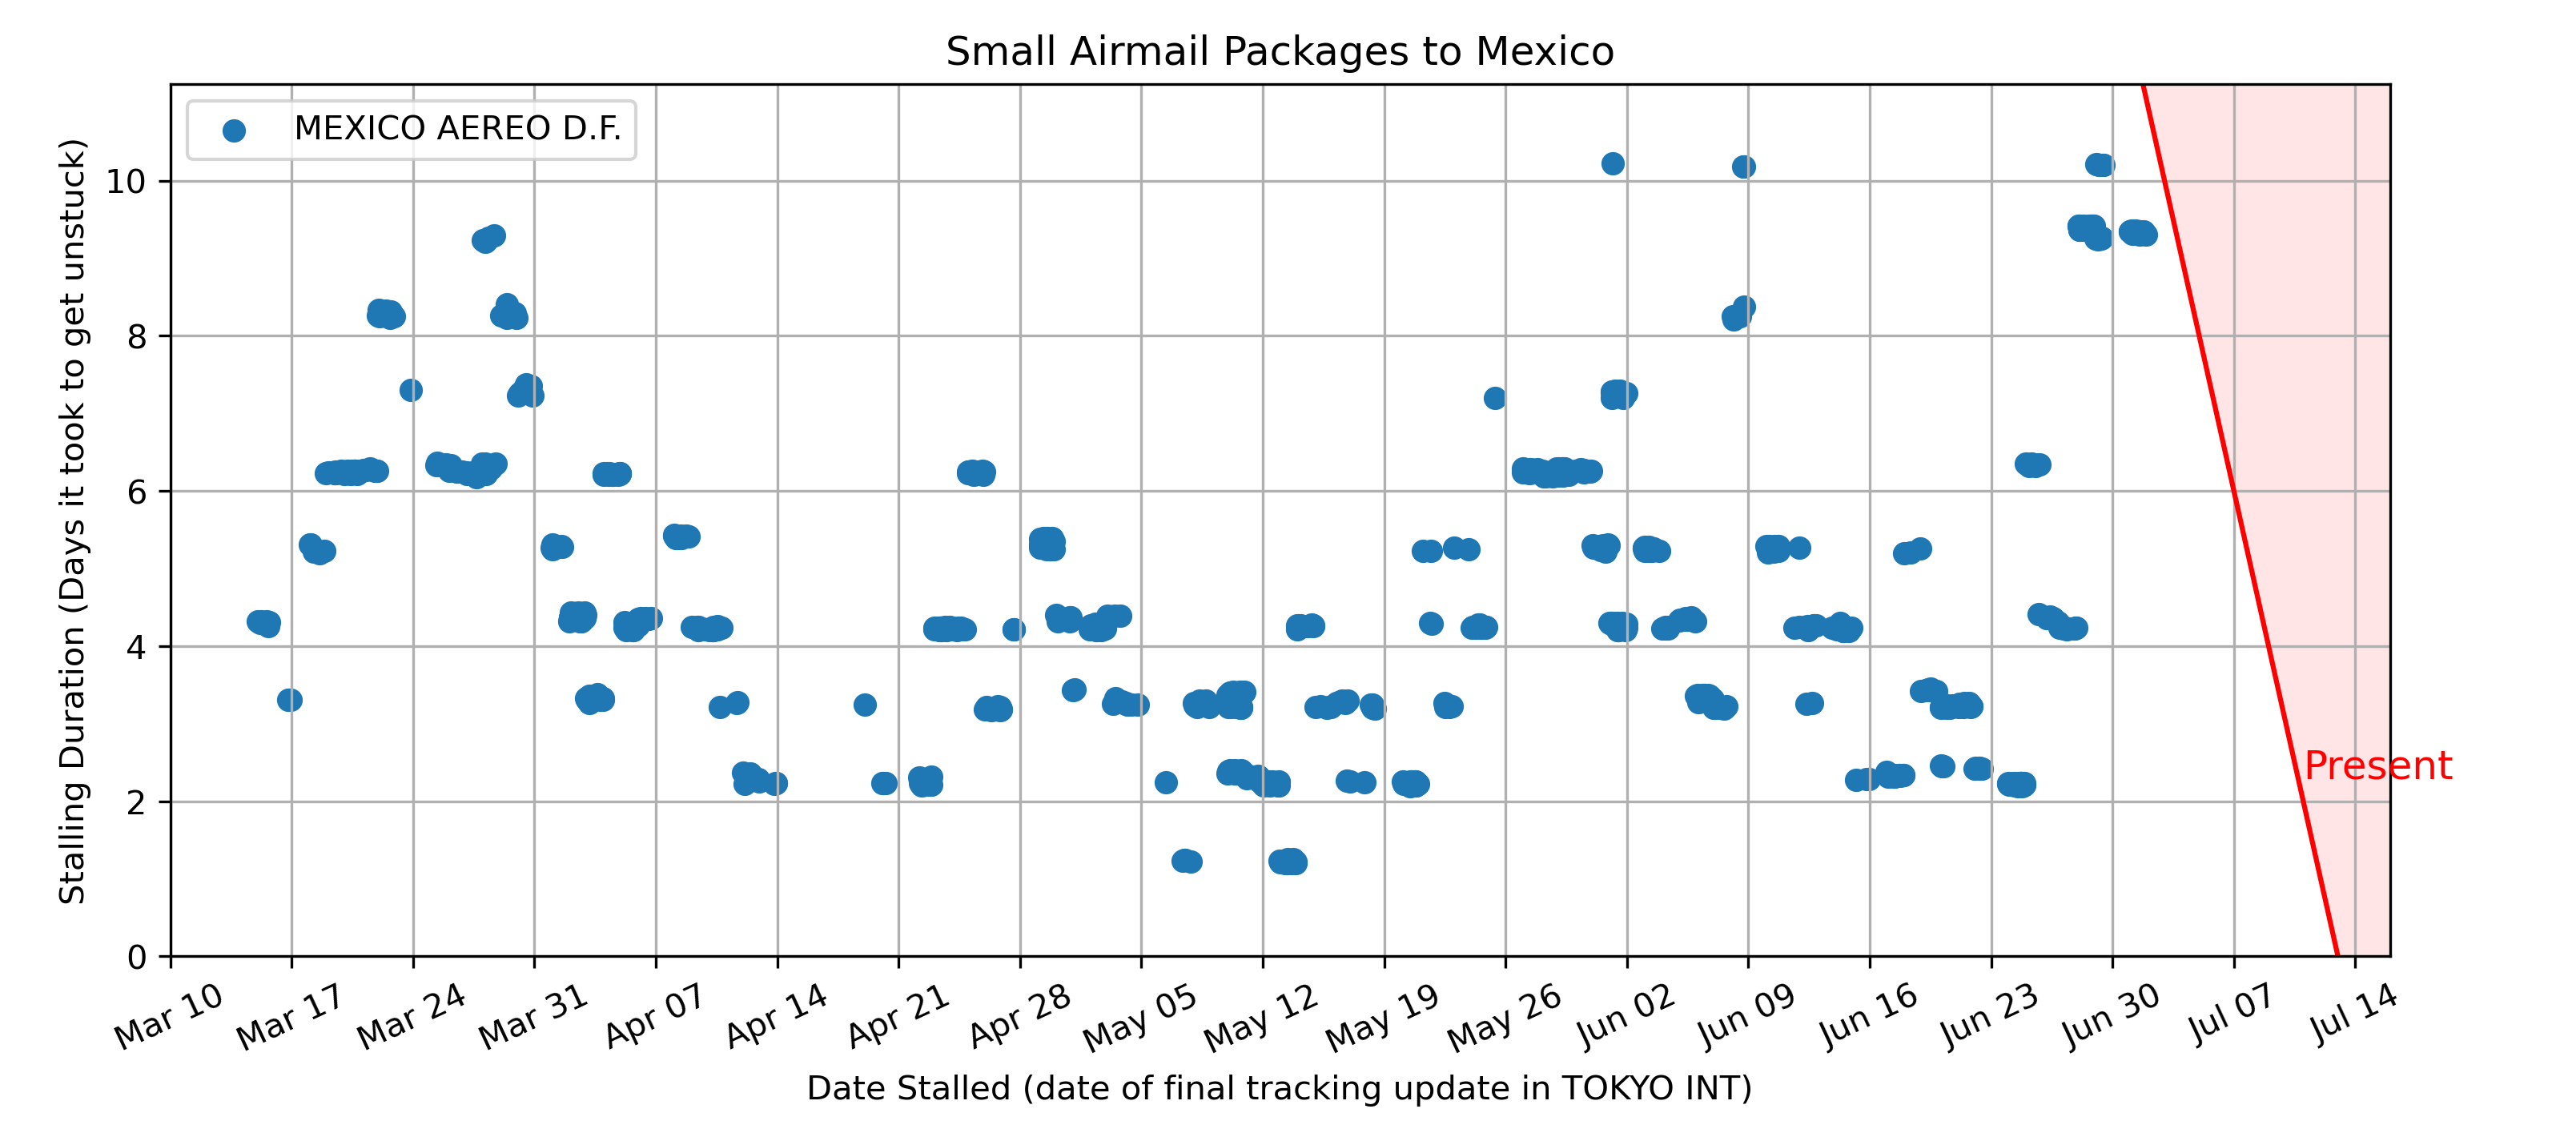 Small Airmail Packages to Mexico
MEXICO AEREO D.F.
Stalling Duration (Days it took to get unstuck)
10
8
6
4
2
0
Present
Mar 10
Mar 17
Mar 24
Mar 31
Apr 07
Apr 14
Apr 21
Apr 28
May 05
May 12
May 19
May 26
Jun 02
Jun 09
Jun 16
Jun 23
Jun 30
Jul 07
Jul 14
Date Stalled (date of final tracking update in TOKYO INT)